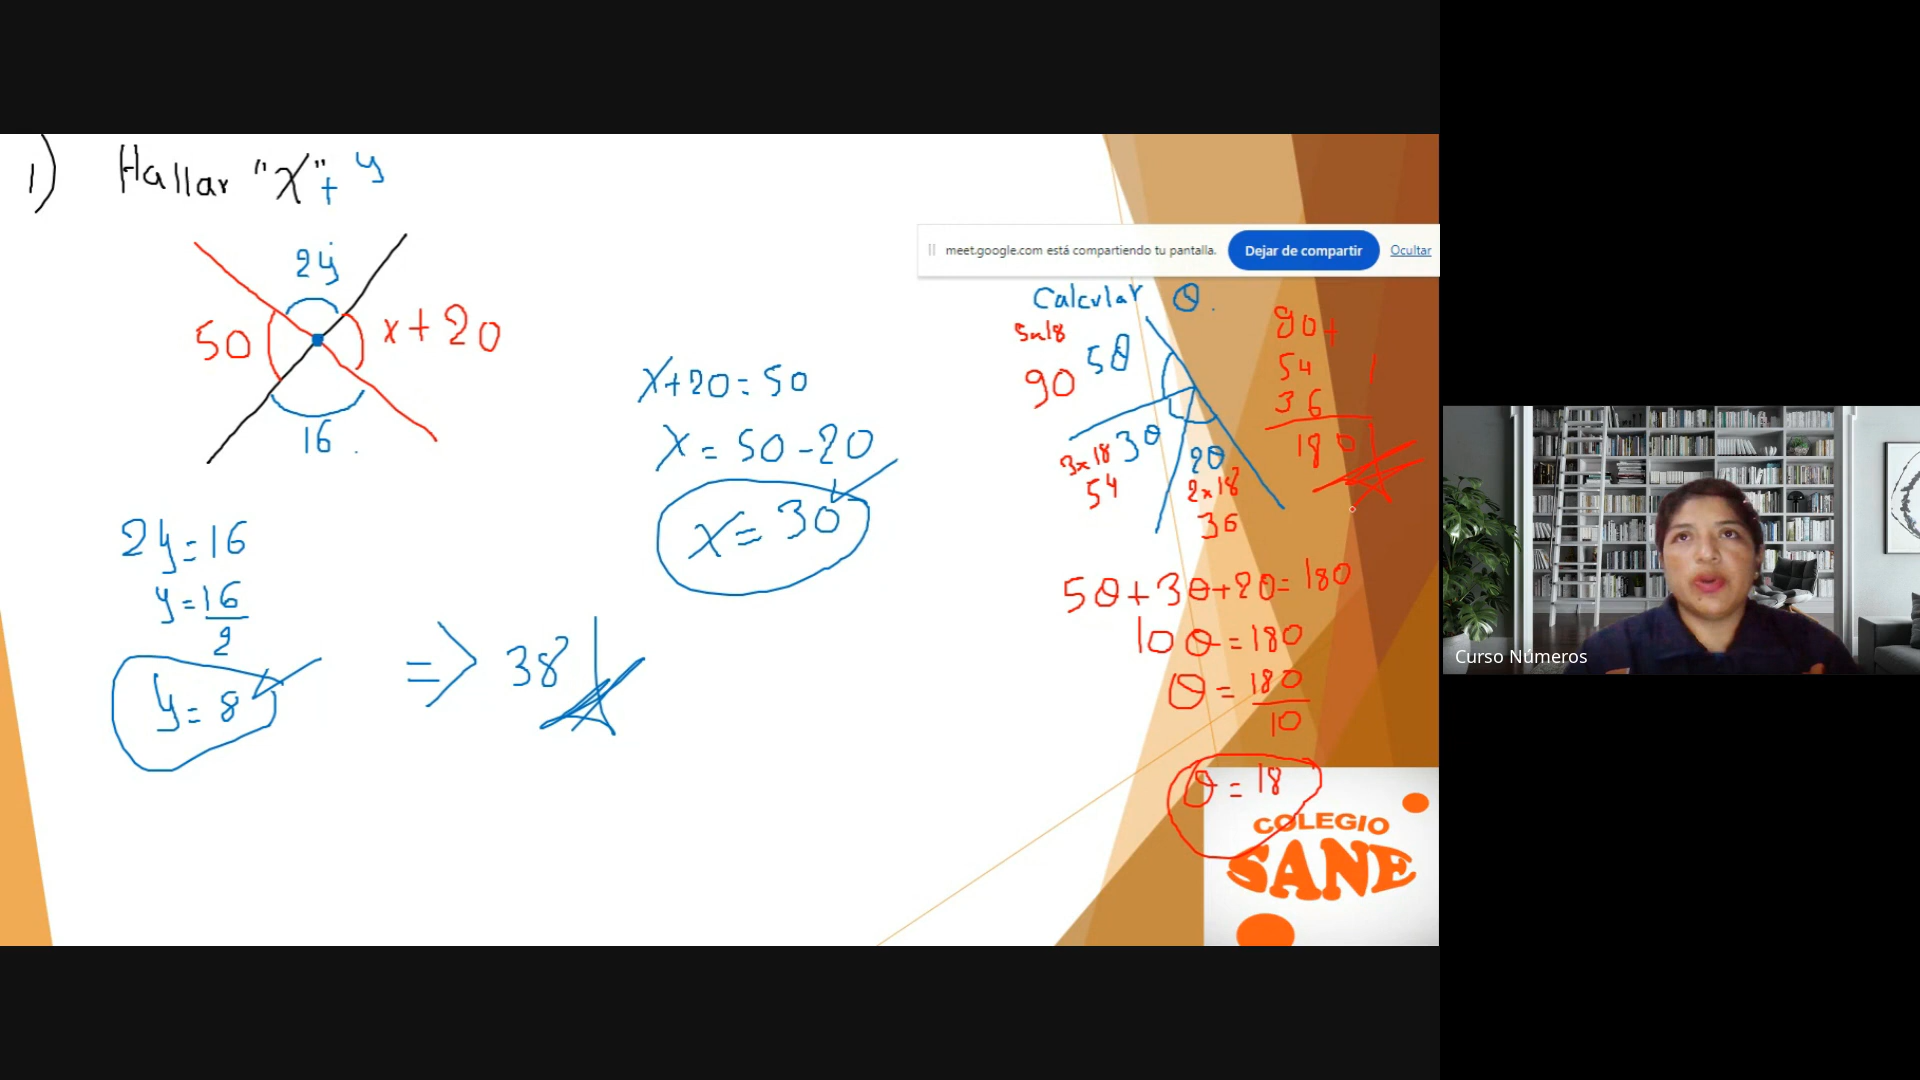 1) Hallar "x" + y
2y
50
x + 20
16
x+20=50
x = 50-20
x = 30
2y=16
y=16
2
y = 8
=> 38
meet.google.com está compartiendo tu pantalla.
Dejar de compartir
Ocultar
Calcular θ.
5x18
5θ
90
3x18
3θ
54
2θ
2x18
36
90+
54
36
180
5θ+3θ+2θ=180
10θ=180
θ = 180
10
θ = 18
COLEGIO
SANE
Curso Números